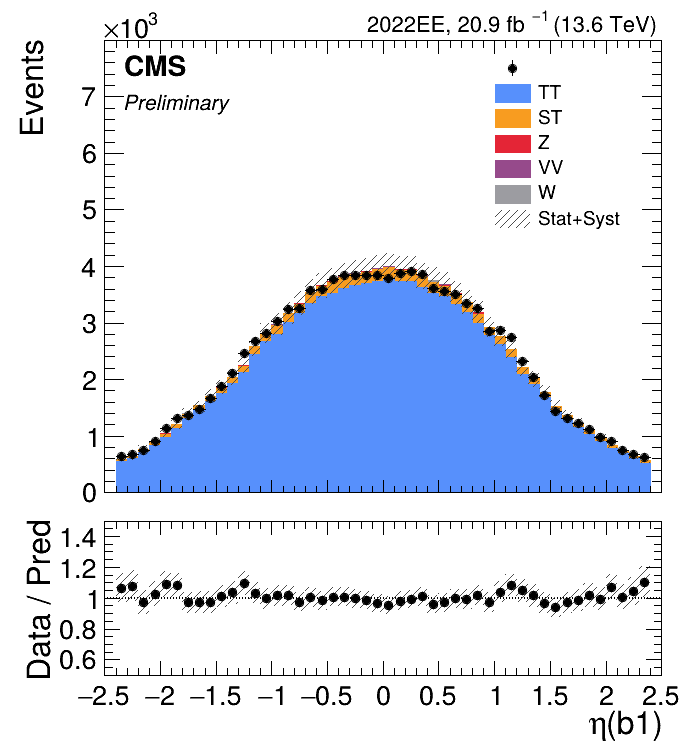 ×10³
2022EE, 20.9 fb⁻¹ (13.6 TeV)
Events
CMS
Preliminary
TT
ST
Z
VV
W
Stat+Syst
7
6
5
4
3
2
1
0
Data / Pred
1.4
1.2
1
0.8
0.6
−2.5 −2 −1.5 −1 −0.5 0 0.5 1 1.5 2 2.5
η(b1)